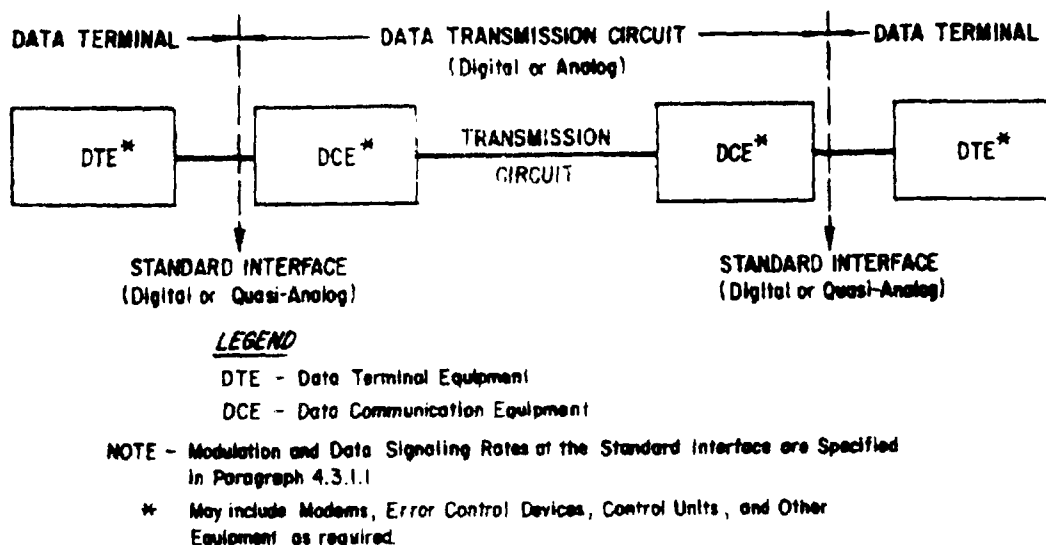 DATA TERMINAL
DATA TRANSMISSION CIRCUIT
(Digital or Analog)
DATA TERMINAL
DTE*
DCE*
TRANSMISSION
CIRCUIT
DCE*
DTE*
STANDARD INTERFACE
(Digital or Quasi-Analog)
STANDARD INTERFACE
(Digital or Quasi-Analog)
LEGEND
DTE - Data Terminal Equipment
DCE - Data Communication Equipment
NOTE - Modulation and Data Signaling Rates at the Standard Interface are Specified
in Paragraph 4.3.1.1
* May include Modems, Error Control Devices, Control Units, and Other
Equipment as required.